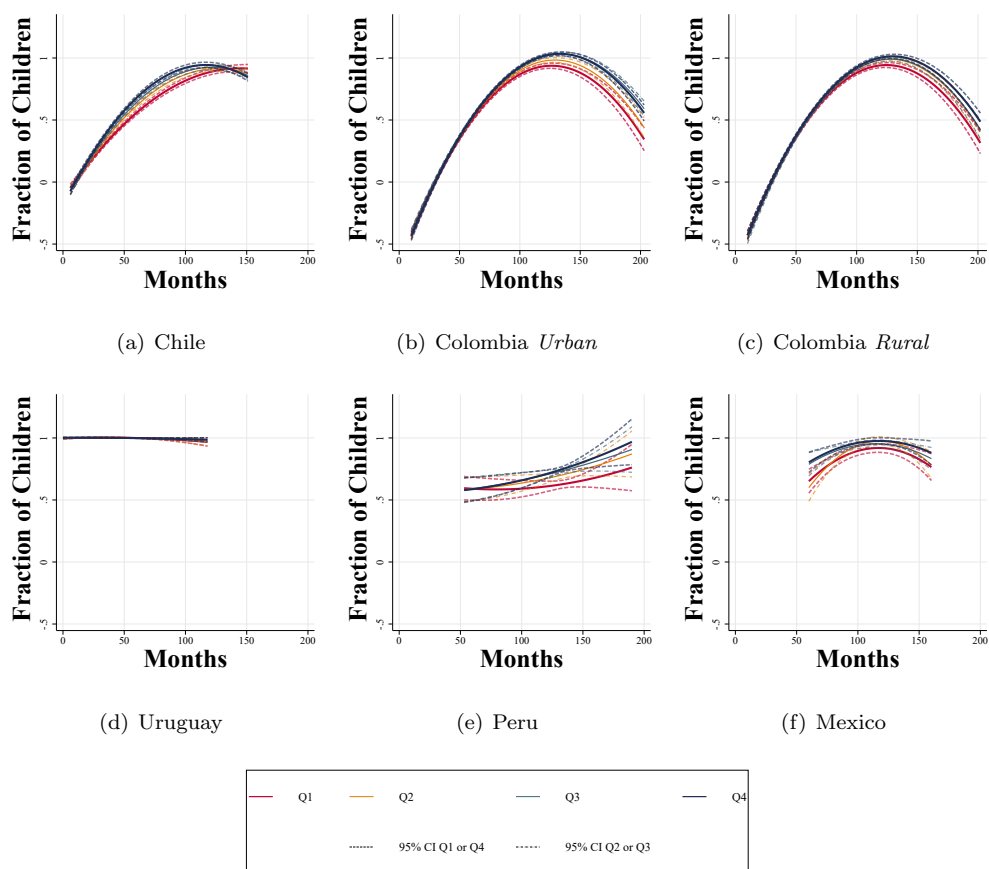 Fraction of Children
1
.5
0
-.5
0 50 100 150 200
Months
(a) Chile
Fraction of Children
1
.5
0
-.5
0 50 100 150 200
Months
(b) Colombia Urban
Fraction of Children
1
.5
0
-.5
0 50 100 150 200
Months
(c) Colombia Rural
Fraction of Children
1
.5
0
-.5
0 50 100 150 200
Months
(d) Uruguay
Fraction of Children
1
.5
0
-.5
0 50 100 150 200
Months
(e) Peru
Fraction of Children
1
.5
0
-.5
0 50 100 150 200
Months
(f) Mexico
Q1 Q2 Q3 Q4
95% CI Q1 or Q4 95% CI Q2 or Q3